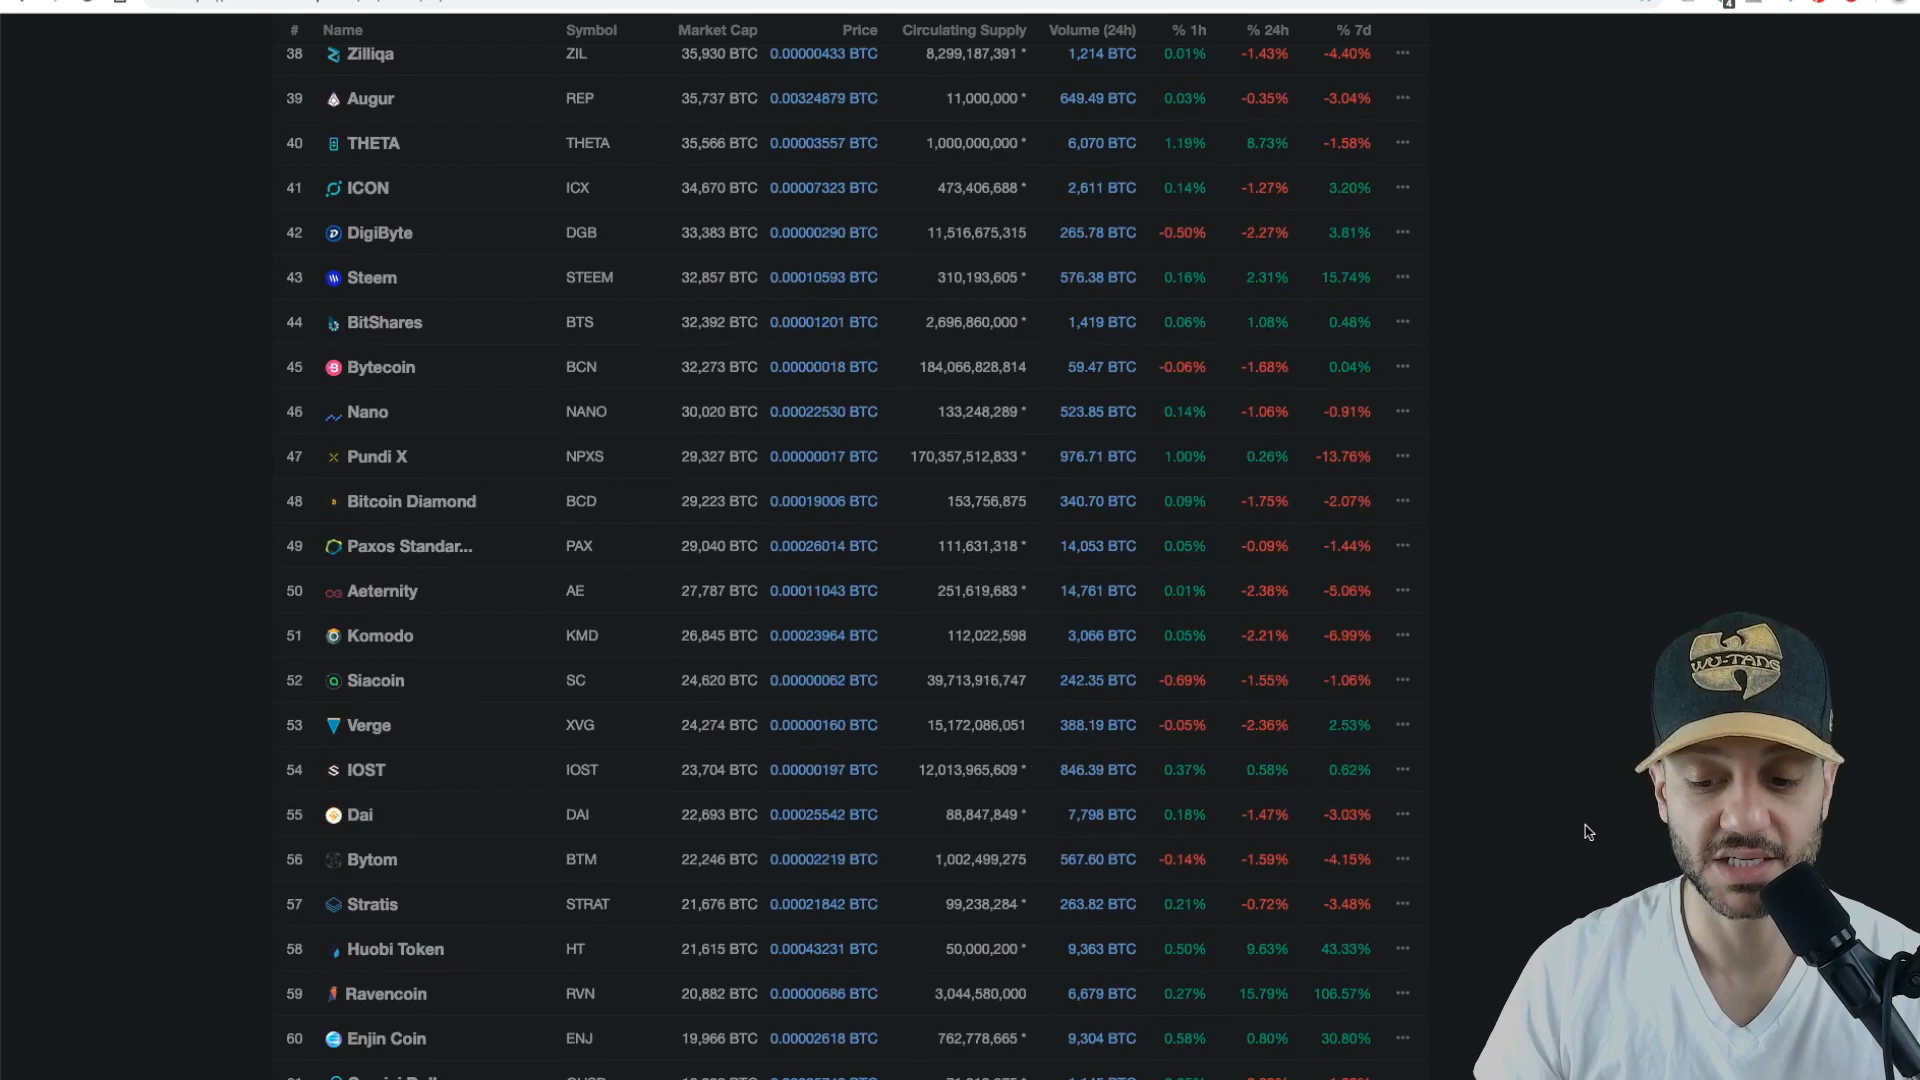 # Name Symbol Market Cap Price Circulating Supply Volume (24h) % 1h % 24h % 7d
38 Zilliqa ZIL 35,930 BTC 0.00000433 BTC 8,299,187,391 * 1,214 BTC 0.01% -1.43% -4.40%
39 Augur REP 35,737 BTC 0.00324879 BTC 11,000,000 * 649.49 BTC 0.03% -0.35% -3.04%
40 THETA THETA 35,566 BTC 0.00003557 BTC 1,000,000,000 * 6,070 BTC 1.19% 8.73% -1.58%
41 ICON ICX 34,670 BTC 0.00007323 BTC 473,406,688 * 2,611 BTC 0.14% -1.27% 3.20%
42 DigiByte DGB 33,383 BTC 0.00000290 BTC 11,516,675,315 265.78 BTC -0.50% -2.27% 3.81%
43 Steem STEEM 32,857 BTC 0.00010593 BTC 310,193,605 * 576.38 BTC 0.16% 2.31% 15.74%
44 BitShares BTS 32,392 BTC 0.00001201 BTC 2,696,860,000 * 1,419 BTC 0.06% 1.08% 0.48%
45 Bytecoin BCN 32,273 BTC 0.00000018 BTC 184,066,828,814 59.47 BTC -0.06% -1.68% 0.04%
46 Nano NANO 30,020 BTC 0.00022530 BTC 133,248,289 * 523.85 BTC 0.14% -1.06% -0.91%
47 Pundi X NPXS 29,327 BTC 0.00000017 BTC 170,357,512,833 * 976.71 BTC 1.00% 0.26% -13.76%
48 Bitcoin Diamond BCD 29,223 BTC 0.00019006 BTC 153,756,875 340.70 BTC 0.09% -1.75% -2.07%
49 Paxos Standar... PAX 29,040 BTC 0.00026014 BTC 111,631,318 * 14,053 BTC 0.05% -0.09% -1.44%
50 Aeternity AE 27,787 BTC 0.00011043 BTC 251,619,683 * 14,761 BTC 0.01% -2.38% -5.06%
51 Komodo KMD 26,845 BTC 0.00023964 BTC 112,022,598 3,066 BTC 0.05% -2.21% -6.99%
52 Siacoin SC 24,620 BTC 0.00000062 BTC 39,713,916,747 242.35 BTC -0.69% -1.55% -1.06%
53 Verge XVG 24,274 BTC 0.00000160 BTC 15,172,086,051 388.19 BTC -0.05% -2.36% 2.53%
54 IOST IOST 23,704 BTC 0.00000197 BTC 12,013,965,609 * 846.39 BTC 0.37% 0.58% 0.62%
55 Dai DAI 22,693 BTC 0.00025542 BTC 88,847,849 * 7,798 BTC 0.18% -1.47% -3.03%
56 Bytom BTM 22,246 BTC 0.00002219 BTC 1,002,499,275 567.60 BTC -0.14% -1.59% -4.15%
57 Stratis STRAT 21,676 BTC 0.00021842 BTC 99,238,284 * 263.82 BTC 0.21% -0.72% -3.48%
58 Huobi Token HT 21,615 BTC 0.00043231 BTC 50,000,200 * 9,363 BTC 0.50% 9.63% 43.33%
59 Ravencoin RVN 20,882 BTC 0.00000686 BTC 3,044,580,000 6,679 BTC 0.27% 15.79% 106.57%
60 Enjin Coin ENJ 19,966 BTC 0.00002618 BTC 762,778,665 * 9,304 BTC 0.58% 0.80% 30.80%
WU-TANG